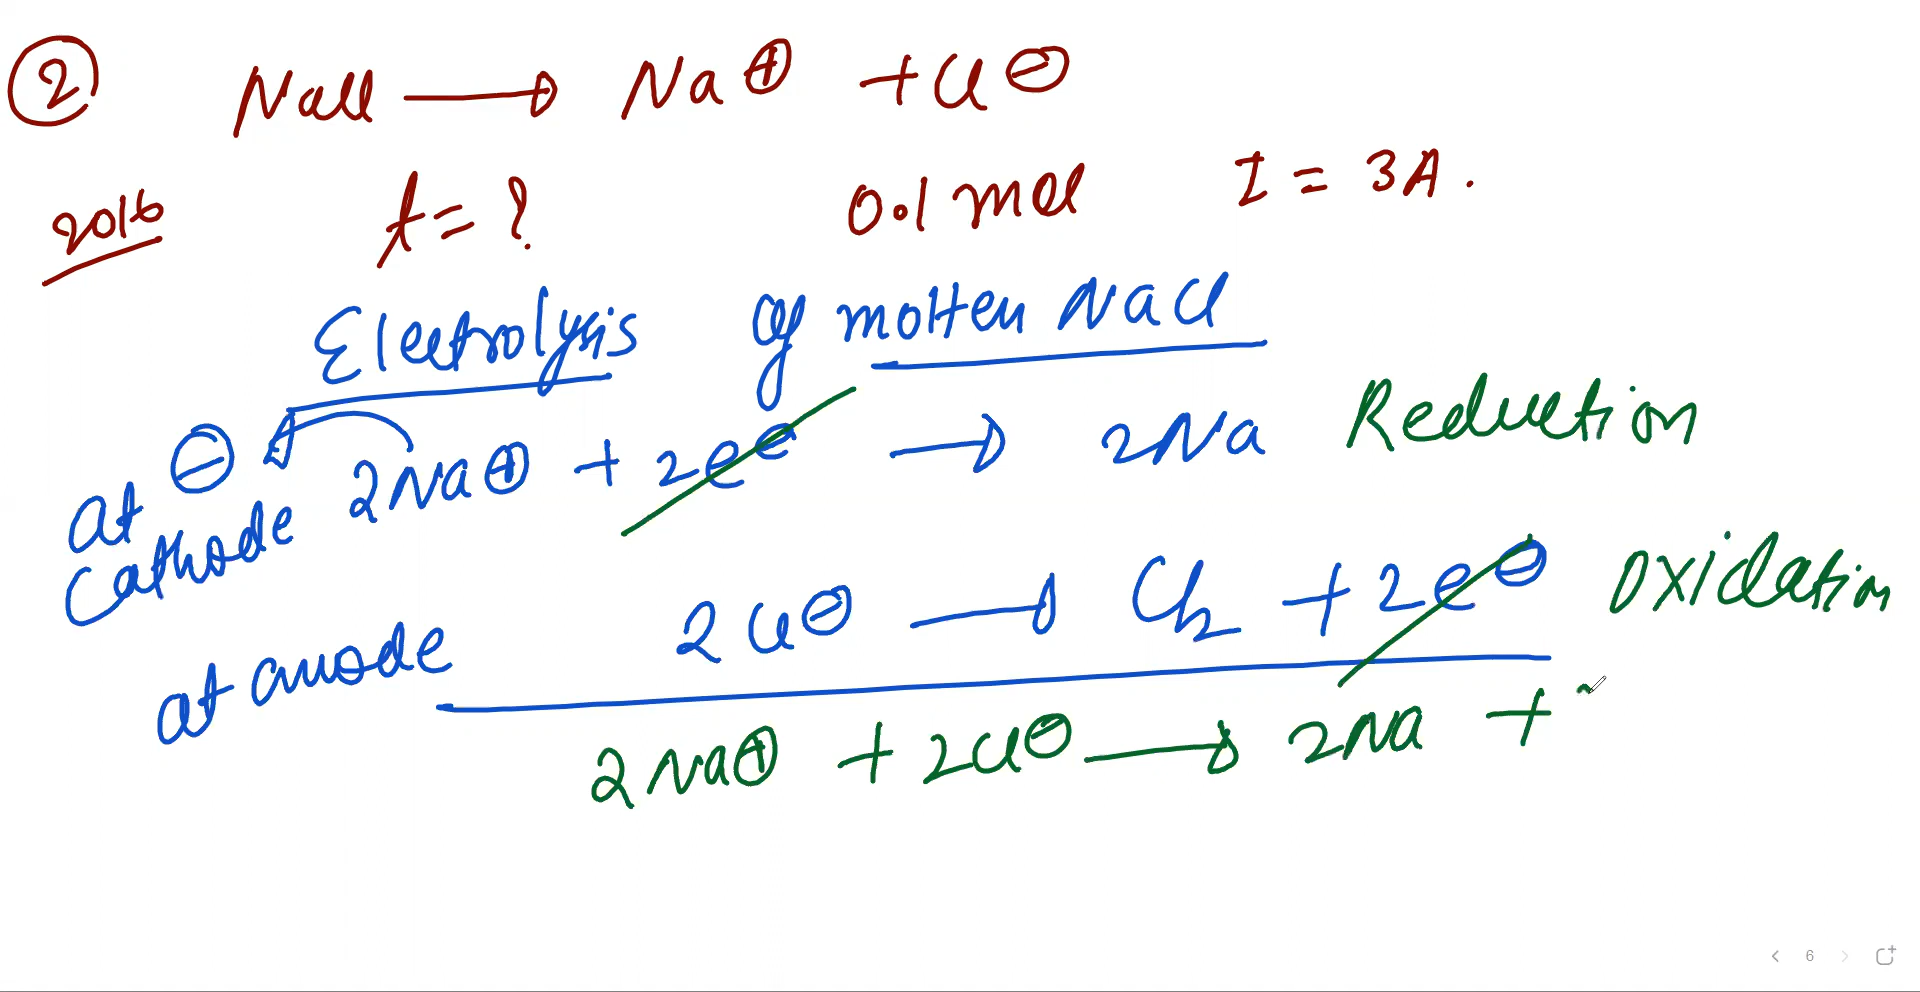 ② NaCl ⟶ Na⊕ + Cl⊖
2016 t = ? 0.1 mol I = 3A.
Electrolysis of molten NaCl
at ⊖ cathode 2Na⊕ + 2e⊖ ⟶ 2Na Reduction
at anode 2Cl⊖ ⟶ Cl₂ + 2e⊖ Oxidation
2Na⊕ + 2Cl⊖ ⟶ 2Na +
6